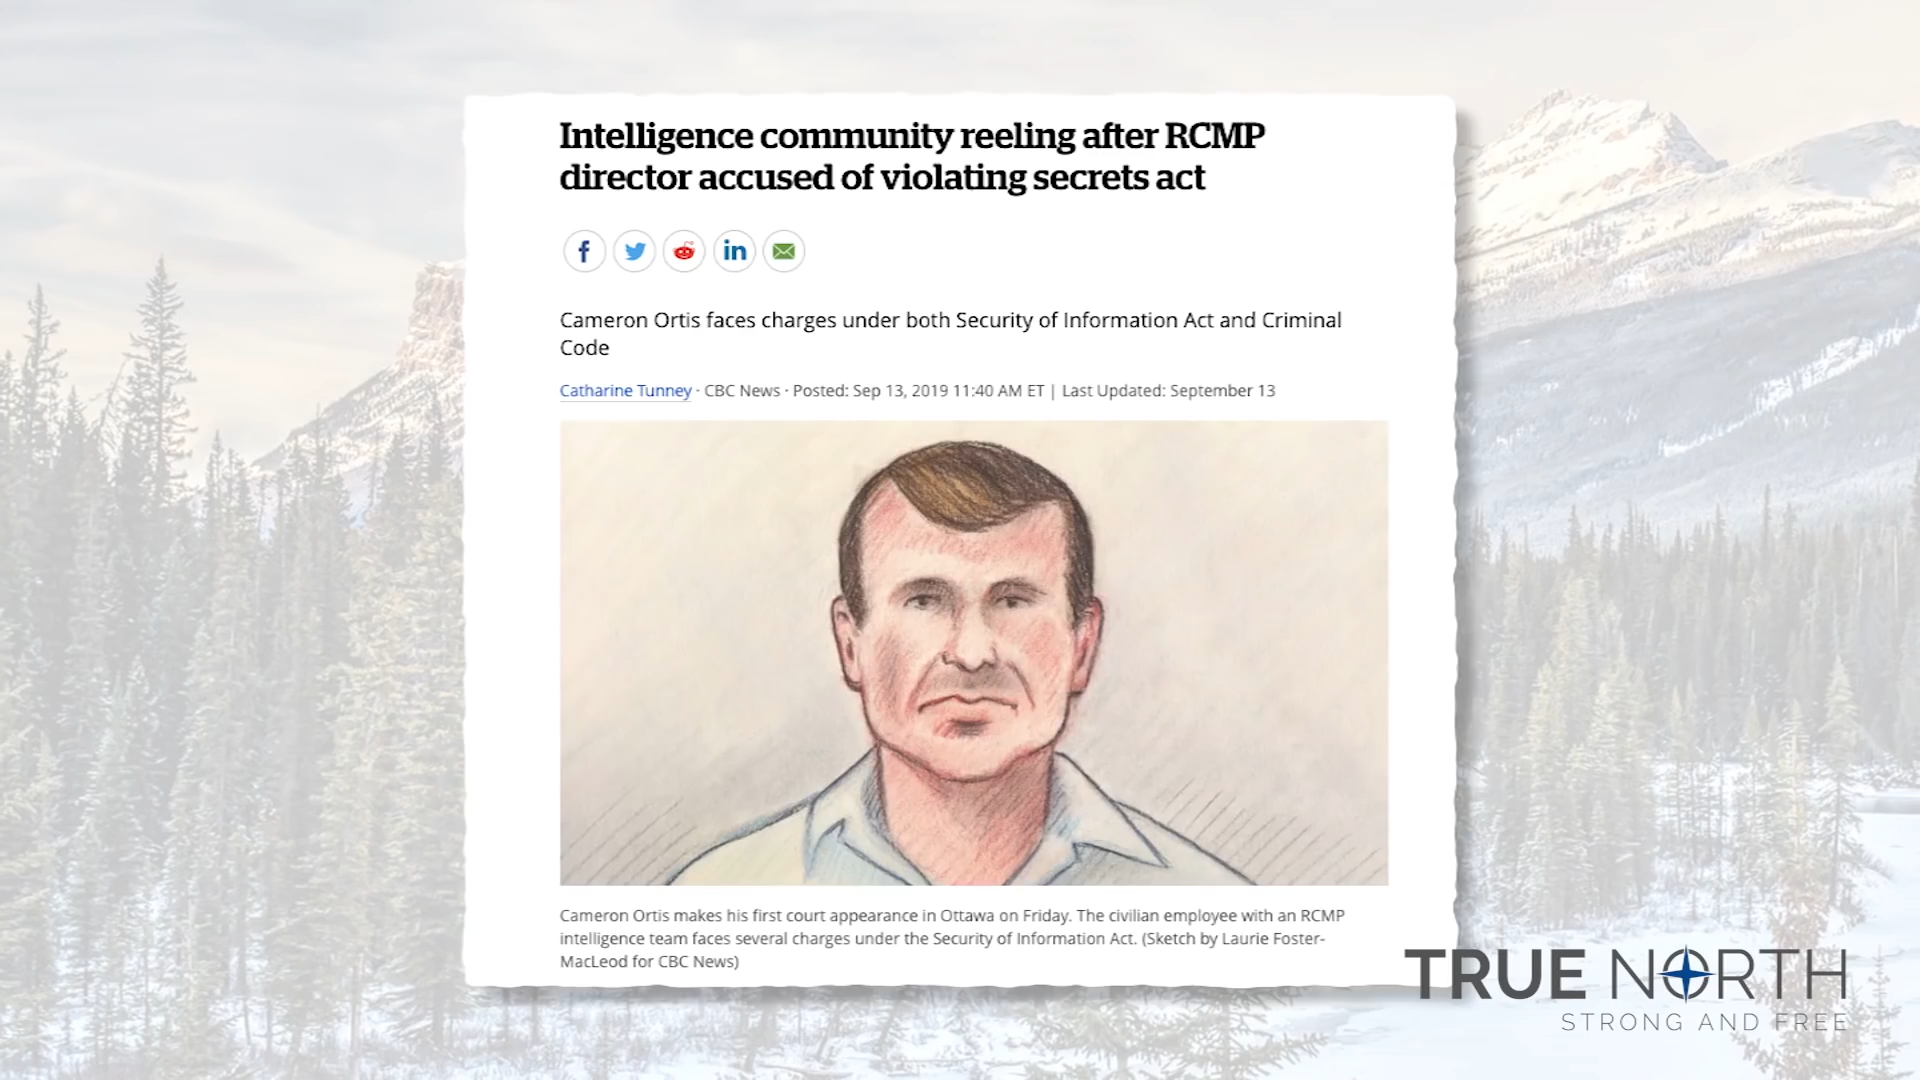 Intelligence community reeling after RCMP
director accused of violating secrets act
Cameron Ortis faces charges under both Security of Information Act and Criminal
Code
Catharine Tunney · CBC News · Posted: Sep 13, 2019 11:40 AM ET | Last Updated: September 13
Cameron Ortis makes his first court appearance in Ottawa on Friday. The civilian employee with an RCMP
intelligence team faces several charges under the Security of Information Act. (Sketch by Laurie Foster-
MacLeod for CBC News)
TRUE NORTH
STRONG AND FREE